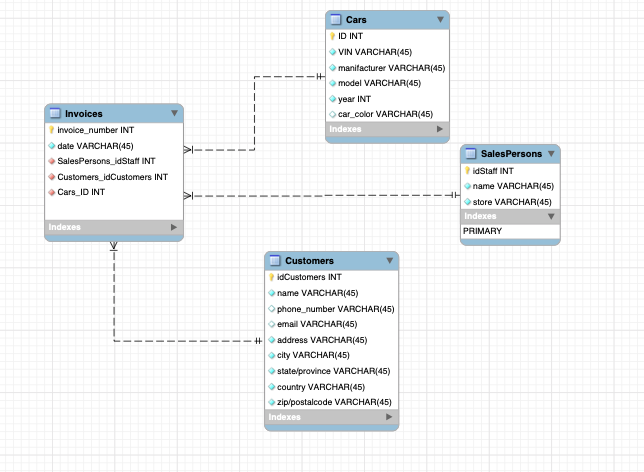 Cars
ID INT
VIN VARCHAR(45)
manifacturer VARCHAR(45)
model VARCHAR(45)
year INT
car_color VARCHAR(45)
Indexes
Invoices
invoice_number INT
date VARCHAR(45)
SalesPersons_idStaff INT
Customers_idCustomers INT
Cars_ID INT
Indexes
SalesPersons
idStaff INT
name VARCHAR(45)
store VARCHAR(45)
Indexes
PRIMARY
Customers
idCustomers INT
name VARCHAR(45)
phone_number VARCHAR(45)
email VARCHAR(45)
address VARCHAR(45)
city VARCHAR(45)
state/province VARCHAR(45)
country VARCHAR(45)
zip/postalcode VARCHAR(45)
Indexes